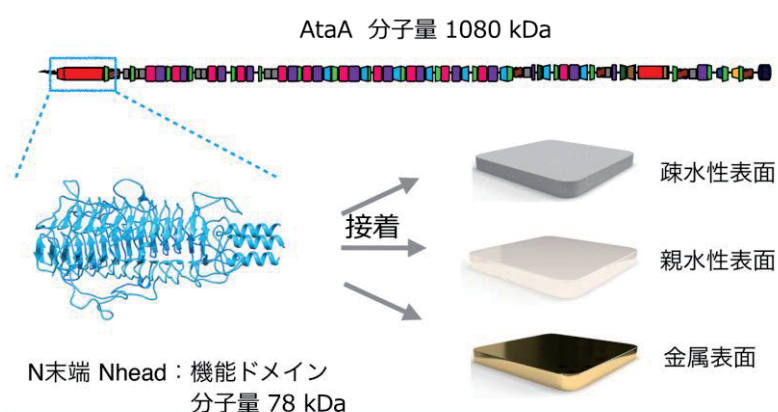 AtaA 分子量 1080 kDa
接着
疎水性表面
親水性表面
金属表面
N末端 Nhead：機能ドメイン
分子量 78 kDa